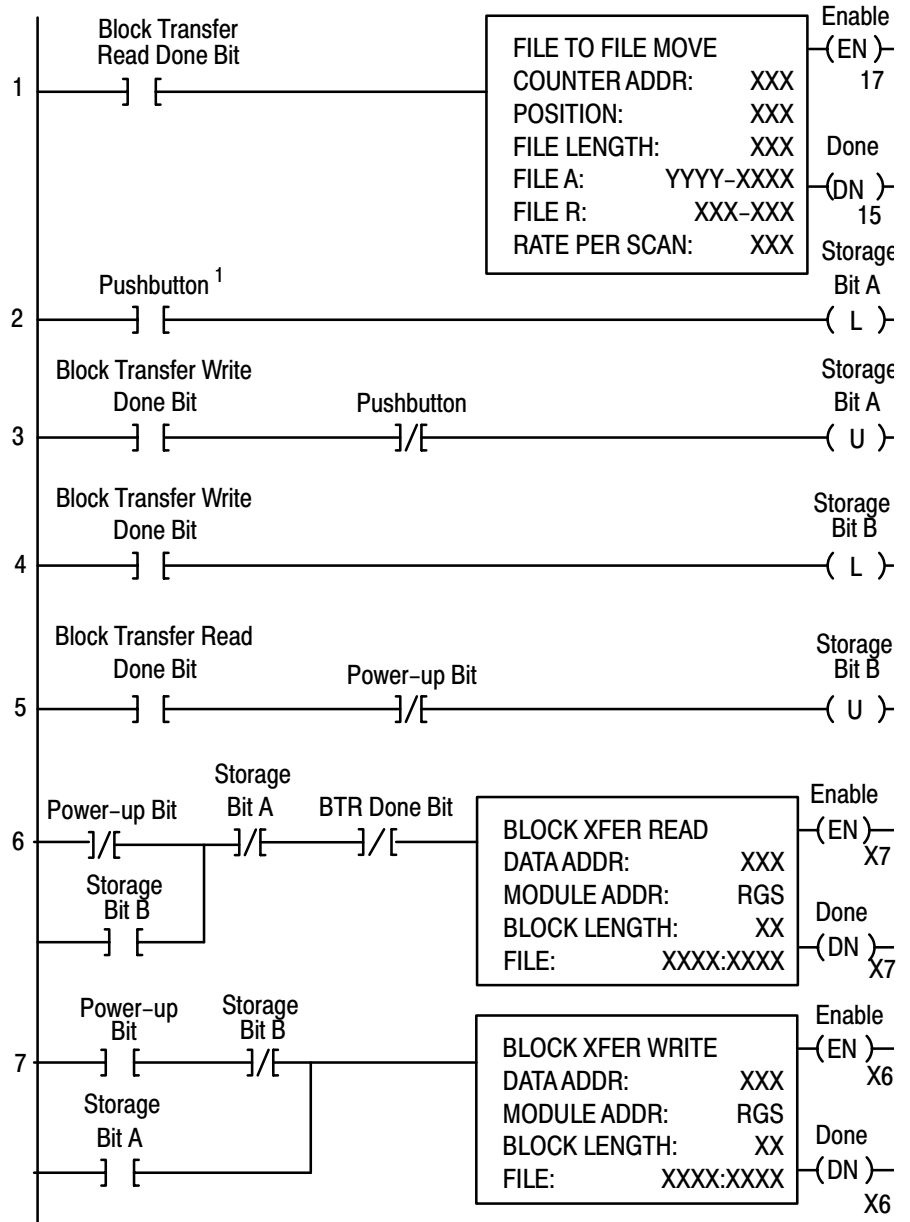 Block Transfer
Read Done Bit
1
] [
FILE TO FILE MOVE
COUNTER ADDR: XXX
POSITION: XXX
FILE LENGTH: XXX
FILE A: YYYY–XXXX
FILE R: XXX–XXX
RATE PER SCAN: XXX
Enable
(EN)
17
Done
(DN)
15
Pushbutton 1
2
] [
Storage
Bit A
( L )
Block Transfer Write
Done Bit
Pushbutton
3
] [
]/[
Storage
Bit A
( U )
Block Transfer Write
Done Bit
4
] [
Storage
Bit B
( L )
Block Transfer Read
Done Bit
Power–up Bit
5
] [
]/[
Storage
Bit B
( U )
Power–up Bit
Storage
Bit A
BTR Done Bit
6
]/[
]/[
]/[
Storage
Bit B
] [
BLOCK XFER READ
DATA ADDR: XXX
MODULE ADDR: RGS
BLOCK LENGTH: XX
FILE: XXXX:XXXX
Enable
(EN)
X7
Done
(DN)
X7
Power–up
Bit
Storage
Bit B
7
] [
]/[
Storage
Bit A
] [
BLOCK XFER WRITE
DATA ADDR: XXX
MODULE ADDR: RGS
BLOCK LENGTH: XX
FILE: XXXX:XXXX
Enable
(EN)
X6
Done
(DN)
X6